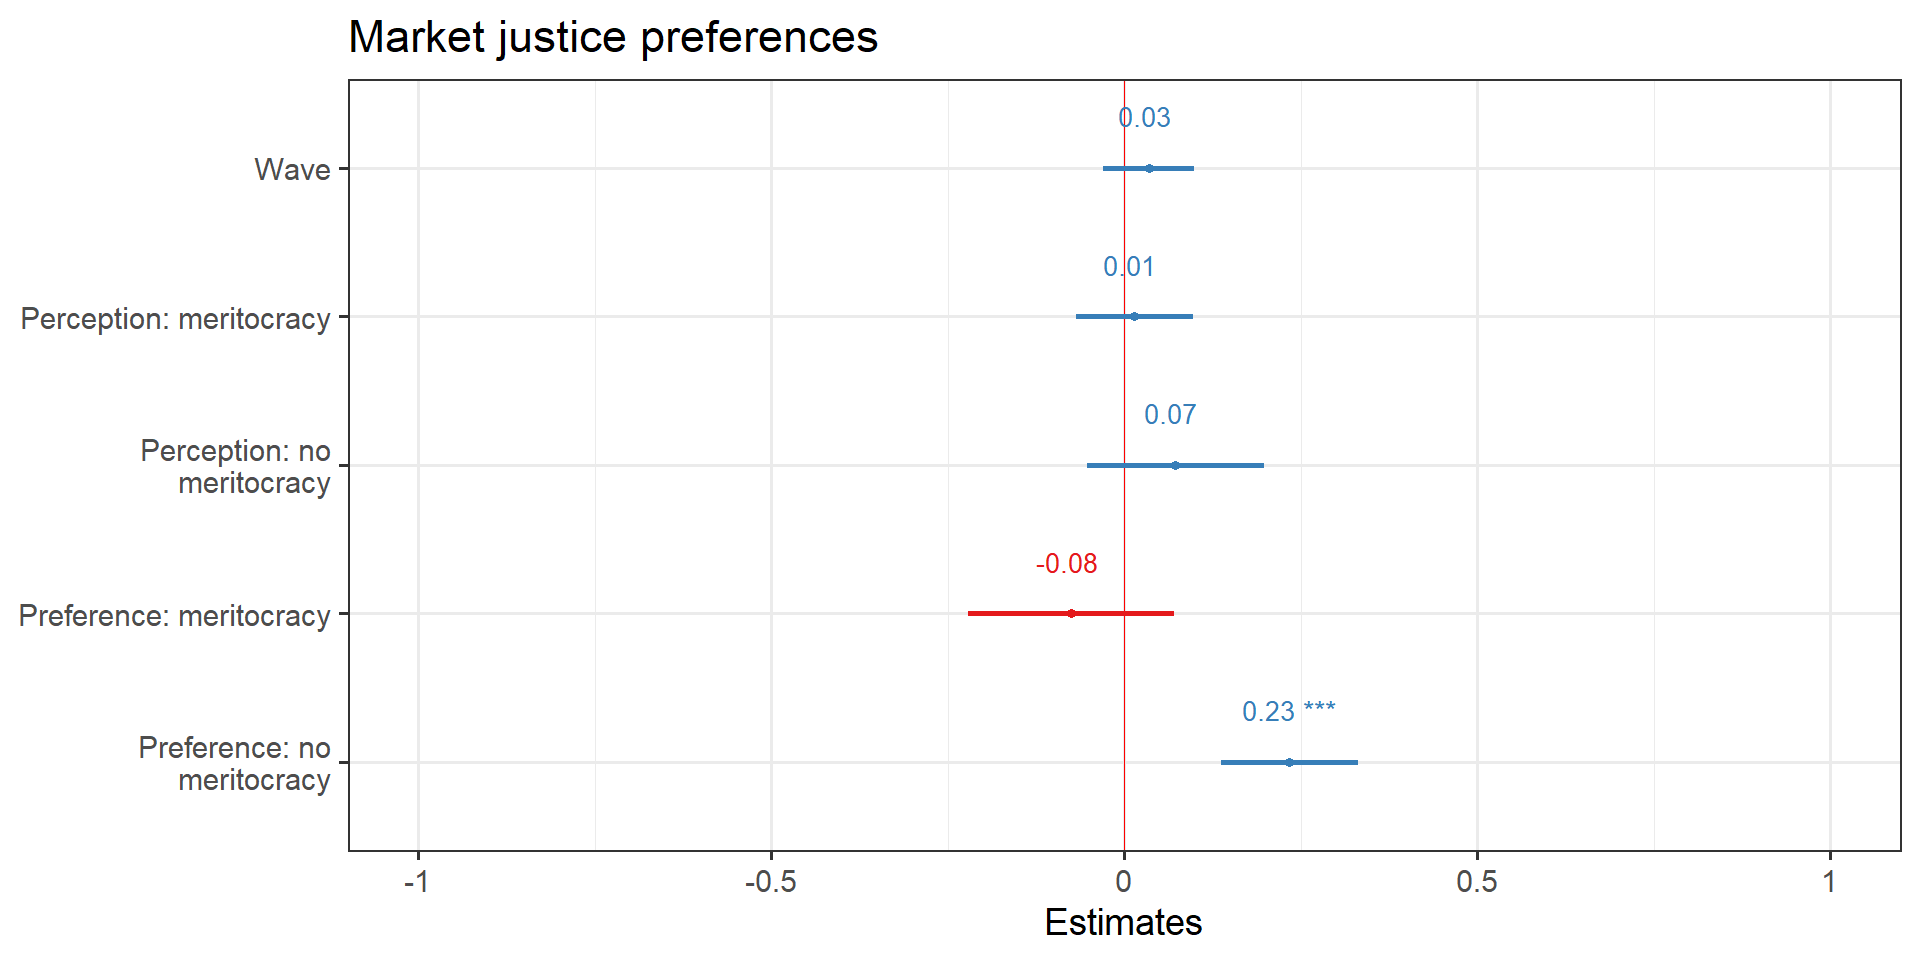 Market justice preferences
0.03
Wave
0.01
Perception: meritocracy
0.07
Perception: no
meritocracy
-0.08
Preference: meritocracy
0.23 ***
Preference: no
meritocracy
-1 -0.5 0 0.5 1
Estimates